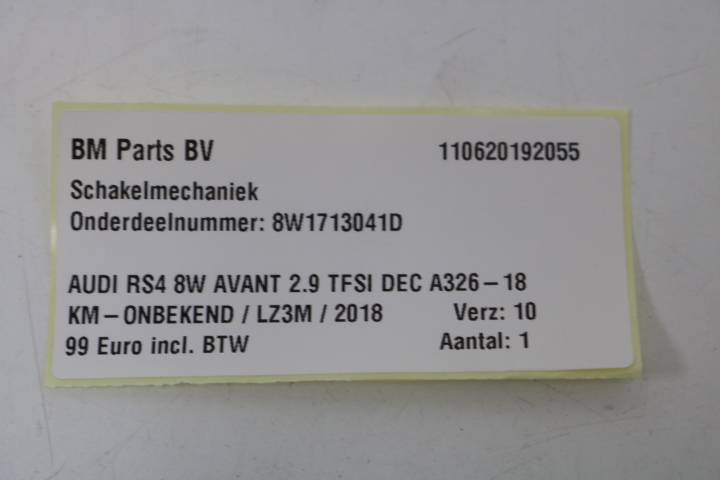 BM Parts BV 110620192055
Schakelmechaniek
Onderdeelnummer: 8W1713041D
AUDI RS4 8W AVANT 2.9 TFSI DEC A326-18
KM-ONBEKEND / LZ3M / 2018 Verz: 10
99 Euro incl. BTW Aantal: 1